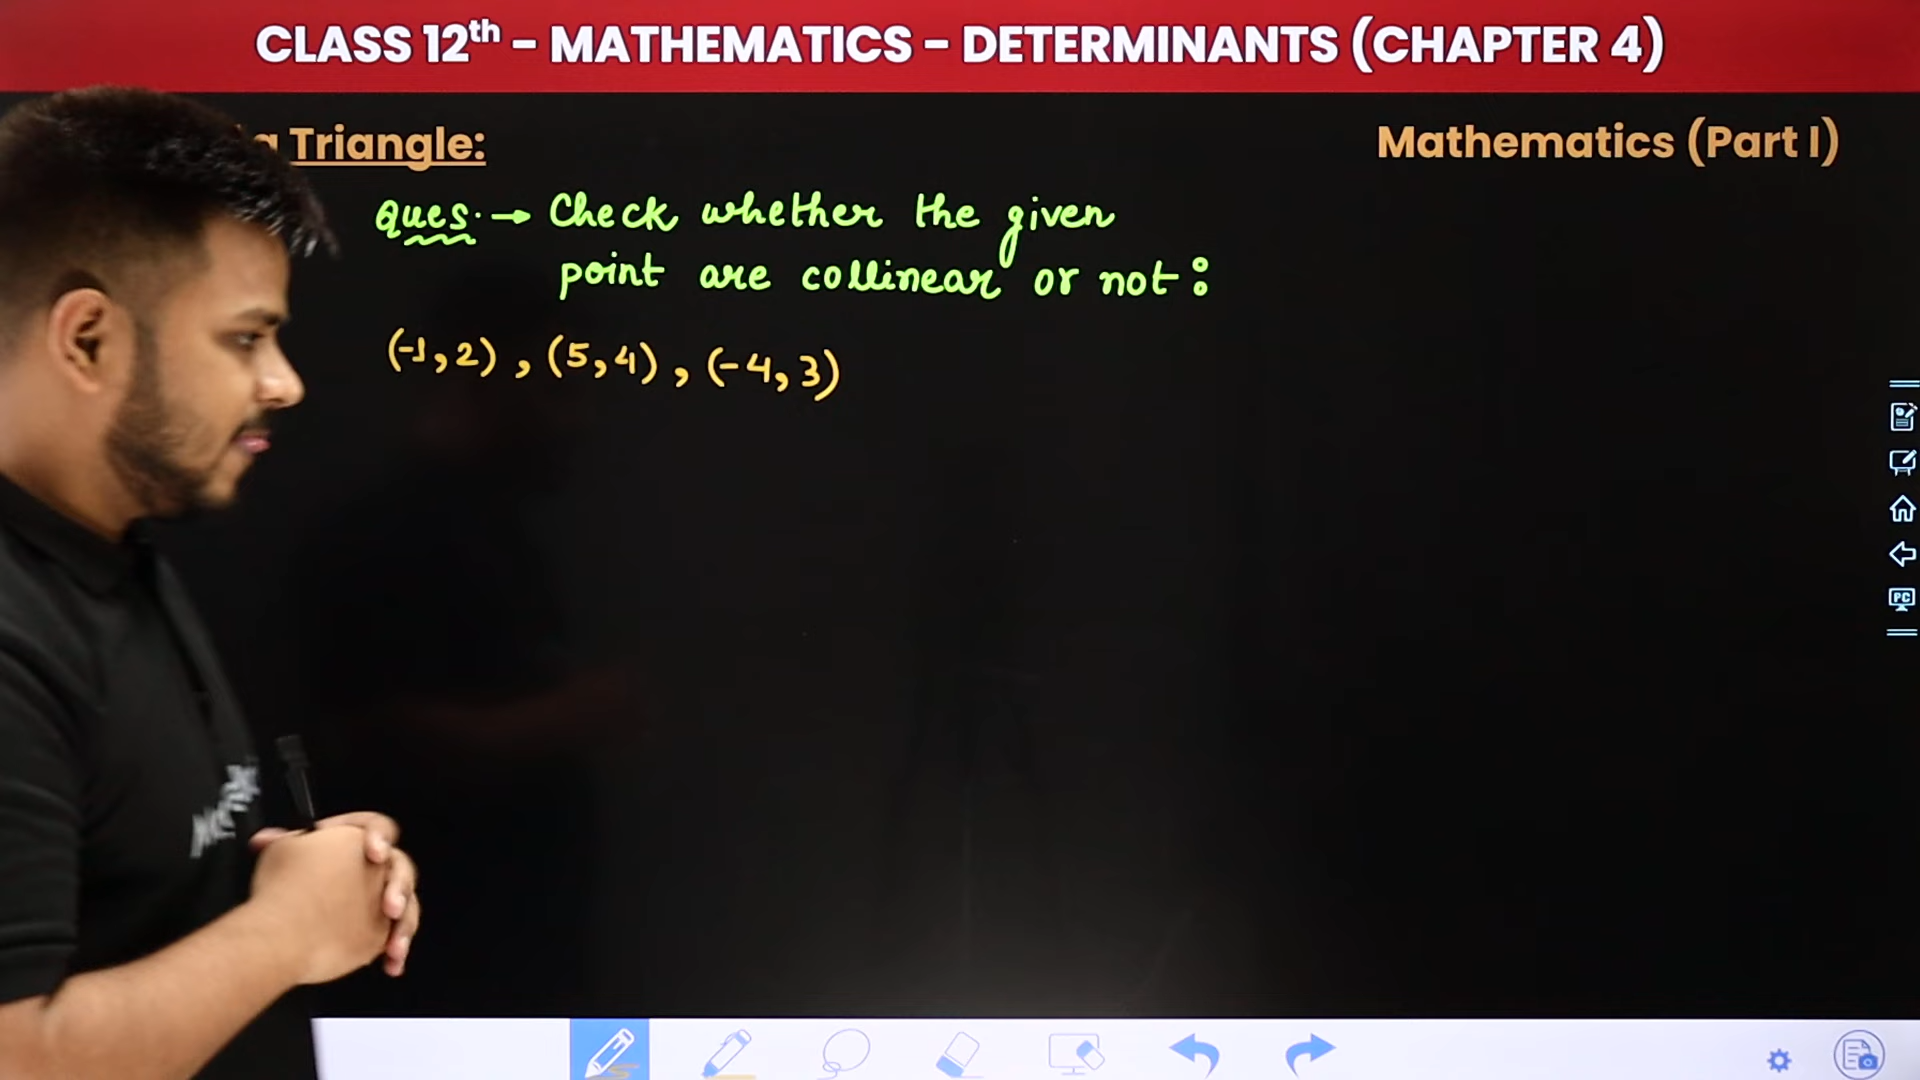 CLASS 12th - MATHEMATICS - DETERMINANTS (CHAPTER 4)
Triangle:
Mathematics (Part I)
Ques. → Check whether the given
point are collinear or not :
(-1,2) , (5,4) , (-4,3)
PC